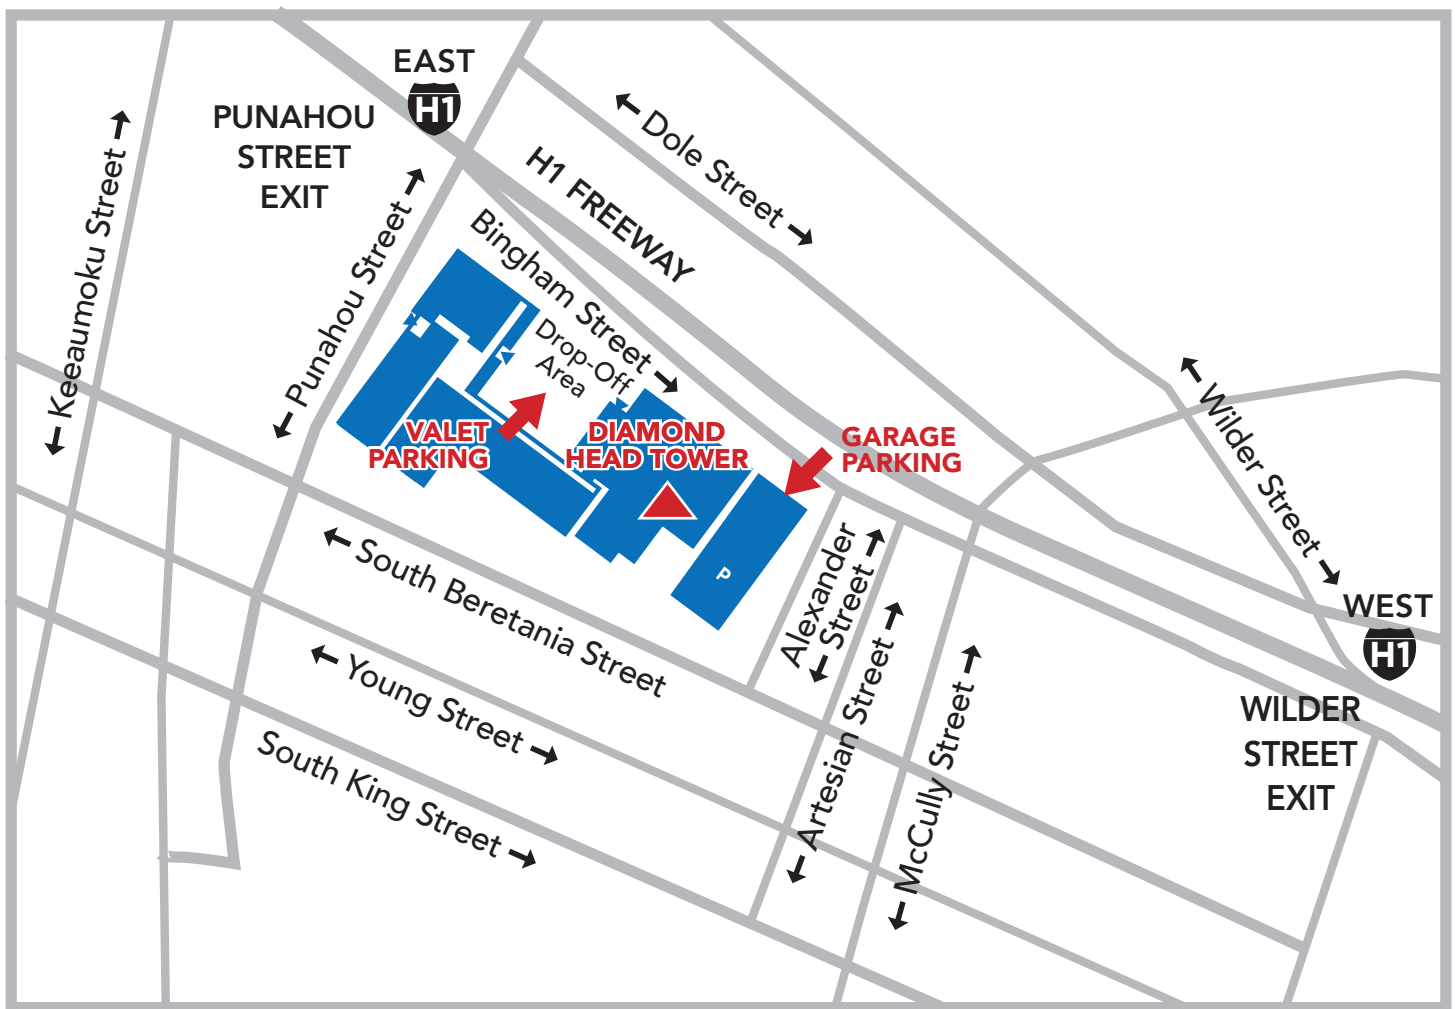 EAST
H1
PUNAHOU
STREET
EXIT
Keeaumoku Street
Punahou Street
Dole Street
H1 FREEWAY
Bingham Street
Drop-Off
Area
VALET
PARKING
DIAMOND
HEAD TOWER
GARAGE
PARKING
P
Wilder Street
WEST
H1
WILDER
STREET
EXIT
Alexander
Street
South Beretania Street
Artesian Street
Young Street
McCully Street
South King Street